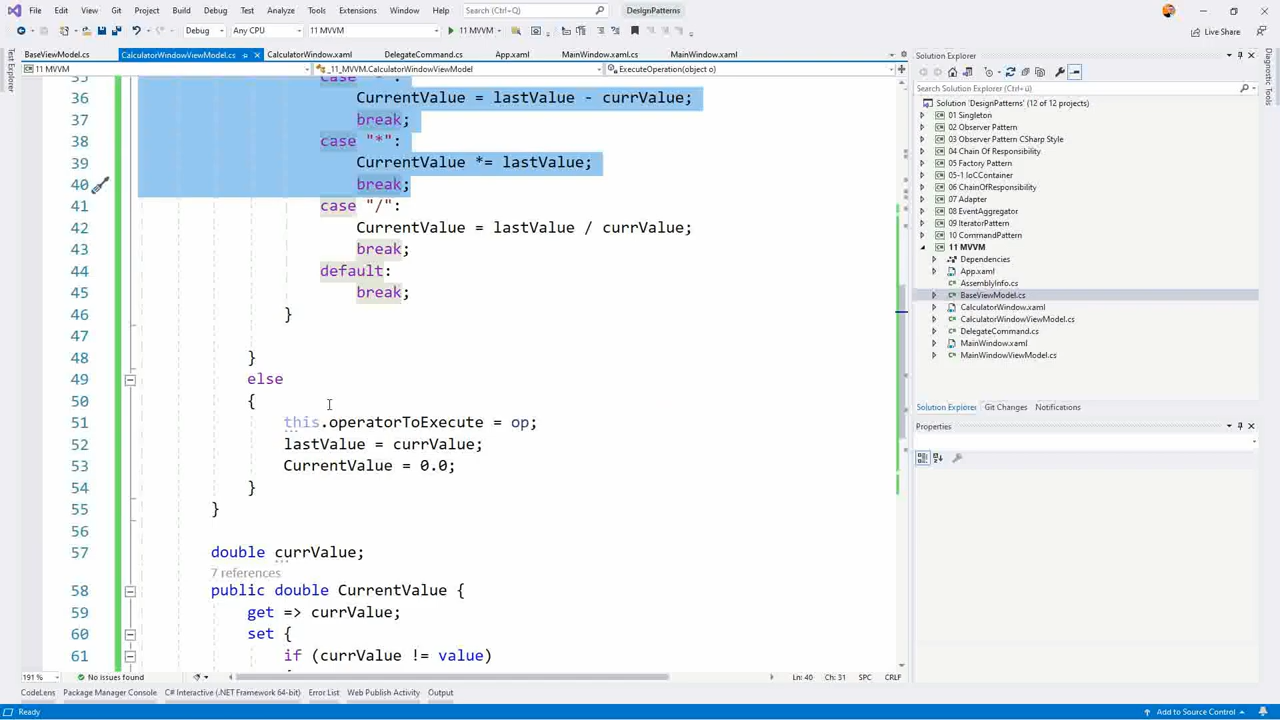 File Edit View Git Project Build Debug Test Analyze Tools Extensions Window Help Search (Ctrl+Q) DesignPatterns
Debug Any CPU 11 MVVM 11 MVVM Live Share
BaseViewModel.cs CalculatorWindowViewModel.cs CalculatorWindow.xaml DelegateCommand.cs App.xaml MainWindow.xaml.cs MainWindow.xaml
11 MVVM _11_MVVM.CalculatorWindowViewModel ExecuteOperation(object o)
Test Explorer
36 CurrentValue = lastValue - currValue;
37 break;
38 case "*":
39 CurrentValue *= lastValue;
40 break;
41 case "/":
42 CurrentValue = lastValue / currValue;
43 break;
44 default:
45 break;
46 }
47
48 }
49 else
50 {
51 this.operatorToExecute = op;
52 lastValue = currValue;
53 CurrentValue = 0.0;
54 }
55 }
56
57 double currValue;
7 references
58 public double CurrentValue {
59 get => currValue;
60 set {
61 if (currValue != value)
191 % No issues found Ln: 40 Ch: 31 SPC CRLF
CodeLens Package Manager Console C# Interactive (.NET Framework 64-bit) Error List Web Publish Activity Output
Ready Add to Source Control
Solution Explorer
Search Solution Explorer (Ctrl+ü)
Solution 'DesignPatterns' (12 of 12 projects)
01 Singleton
02 Observer Pattern
03 Observer Pattern CSharp Style
04 Chain Of Responsibility
05 Factory Pattern
05-1 IoCContainer
06 ChainOfResponsibility
07 Adapter
08 EventAggregator
09 IteratorPattern
10 CommandPattern
11 MVVM
Dependencies
App.xaml
AssemblyInfo.cs
BaseViewModel.cs
CalculatorWindow.xaml
CalculatorWindowViewModel.cs
DelegateCommand.cs
MainWindow.xaml
MainWindowViewModel.cs
Solution Explorer Git Changes Notifications
Properties
Diagnostic Tools